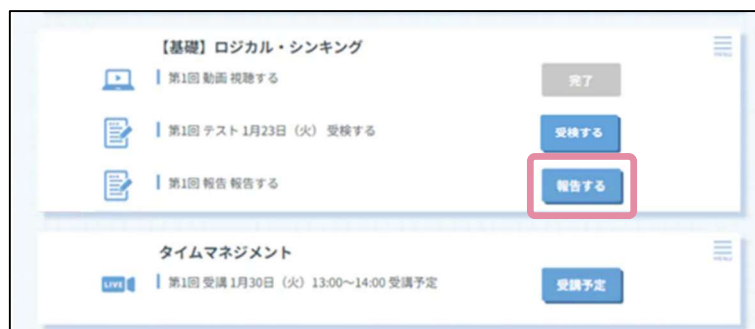 【基礎】ロジカル・シンキング
MENU
第1回 動画 視聴する
完了
第1回 テスト 1月23日（火） 受検する
受検する
第1回 報告 報告する
報告する
タイムマネジメント
MENU
LIVE
第1回 受講 1月30日（火）13:00～14:00 受講予定
受講予定